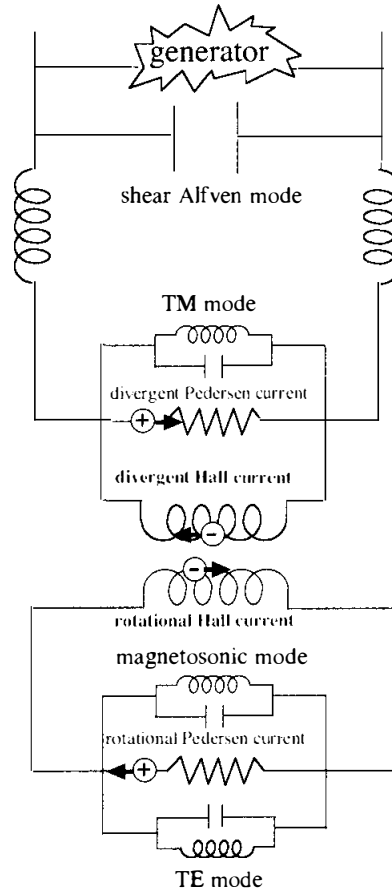 generator
shear Alfven mode
TM mode
divergent Pedersen current
+
divergent Hall current
-
-
rotational Hall current
magnetosonic mode
rotational Pedersen current
+
TE mode